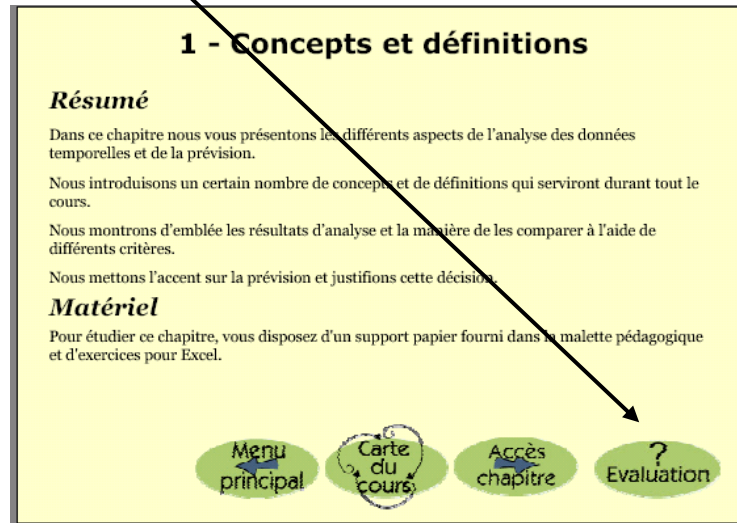 1 - Concepts et définitions
Résumé
Dans ce chapitre nous vous présentons les différents aspects de l'analyse des données
temporelles et de la prévision.
Nous introduisons un certain nombre de concepts et de définitions qui serviront durant tout le
cours.
Nous montrons d'emblée les résultats d'analyse et la manière de les comparer à l'aide de
différents critères.
Nous mettons l'accent sur la prévision et justifions cette décision.
Matériel
Pour étudier ce chapitre, vous disposez d'un support papier fourni dans la malette pédagogique
et d'exercices pour Excel.
Menu
principal
Carte
du
cours
Accès
chapitre
?
Evaluation